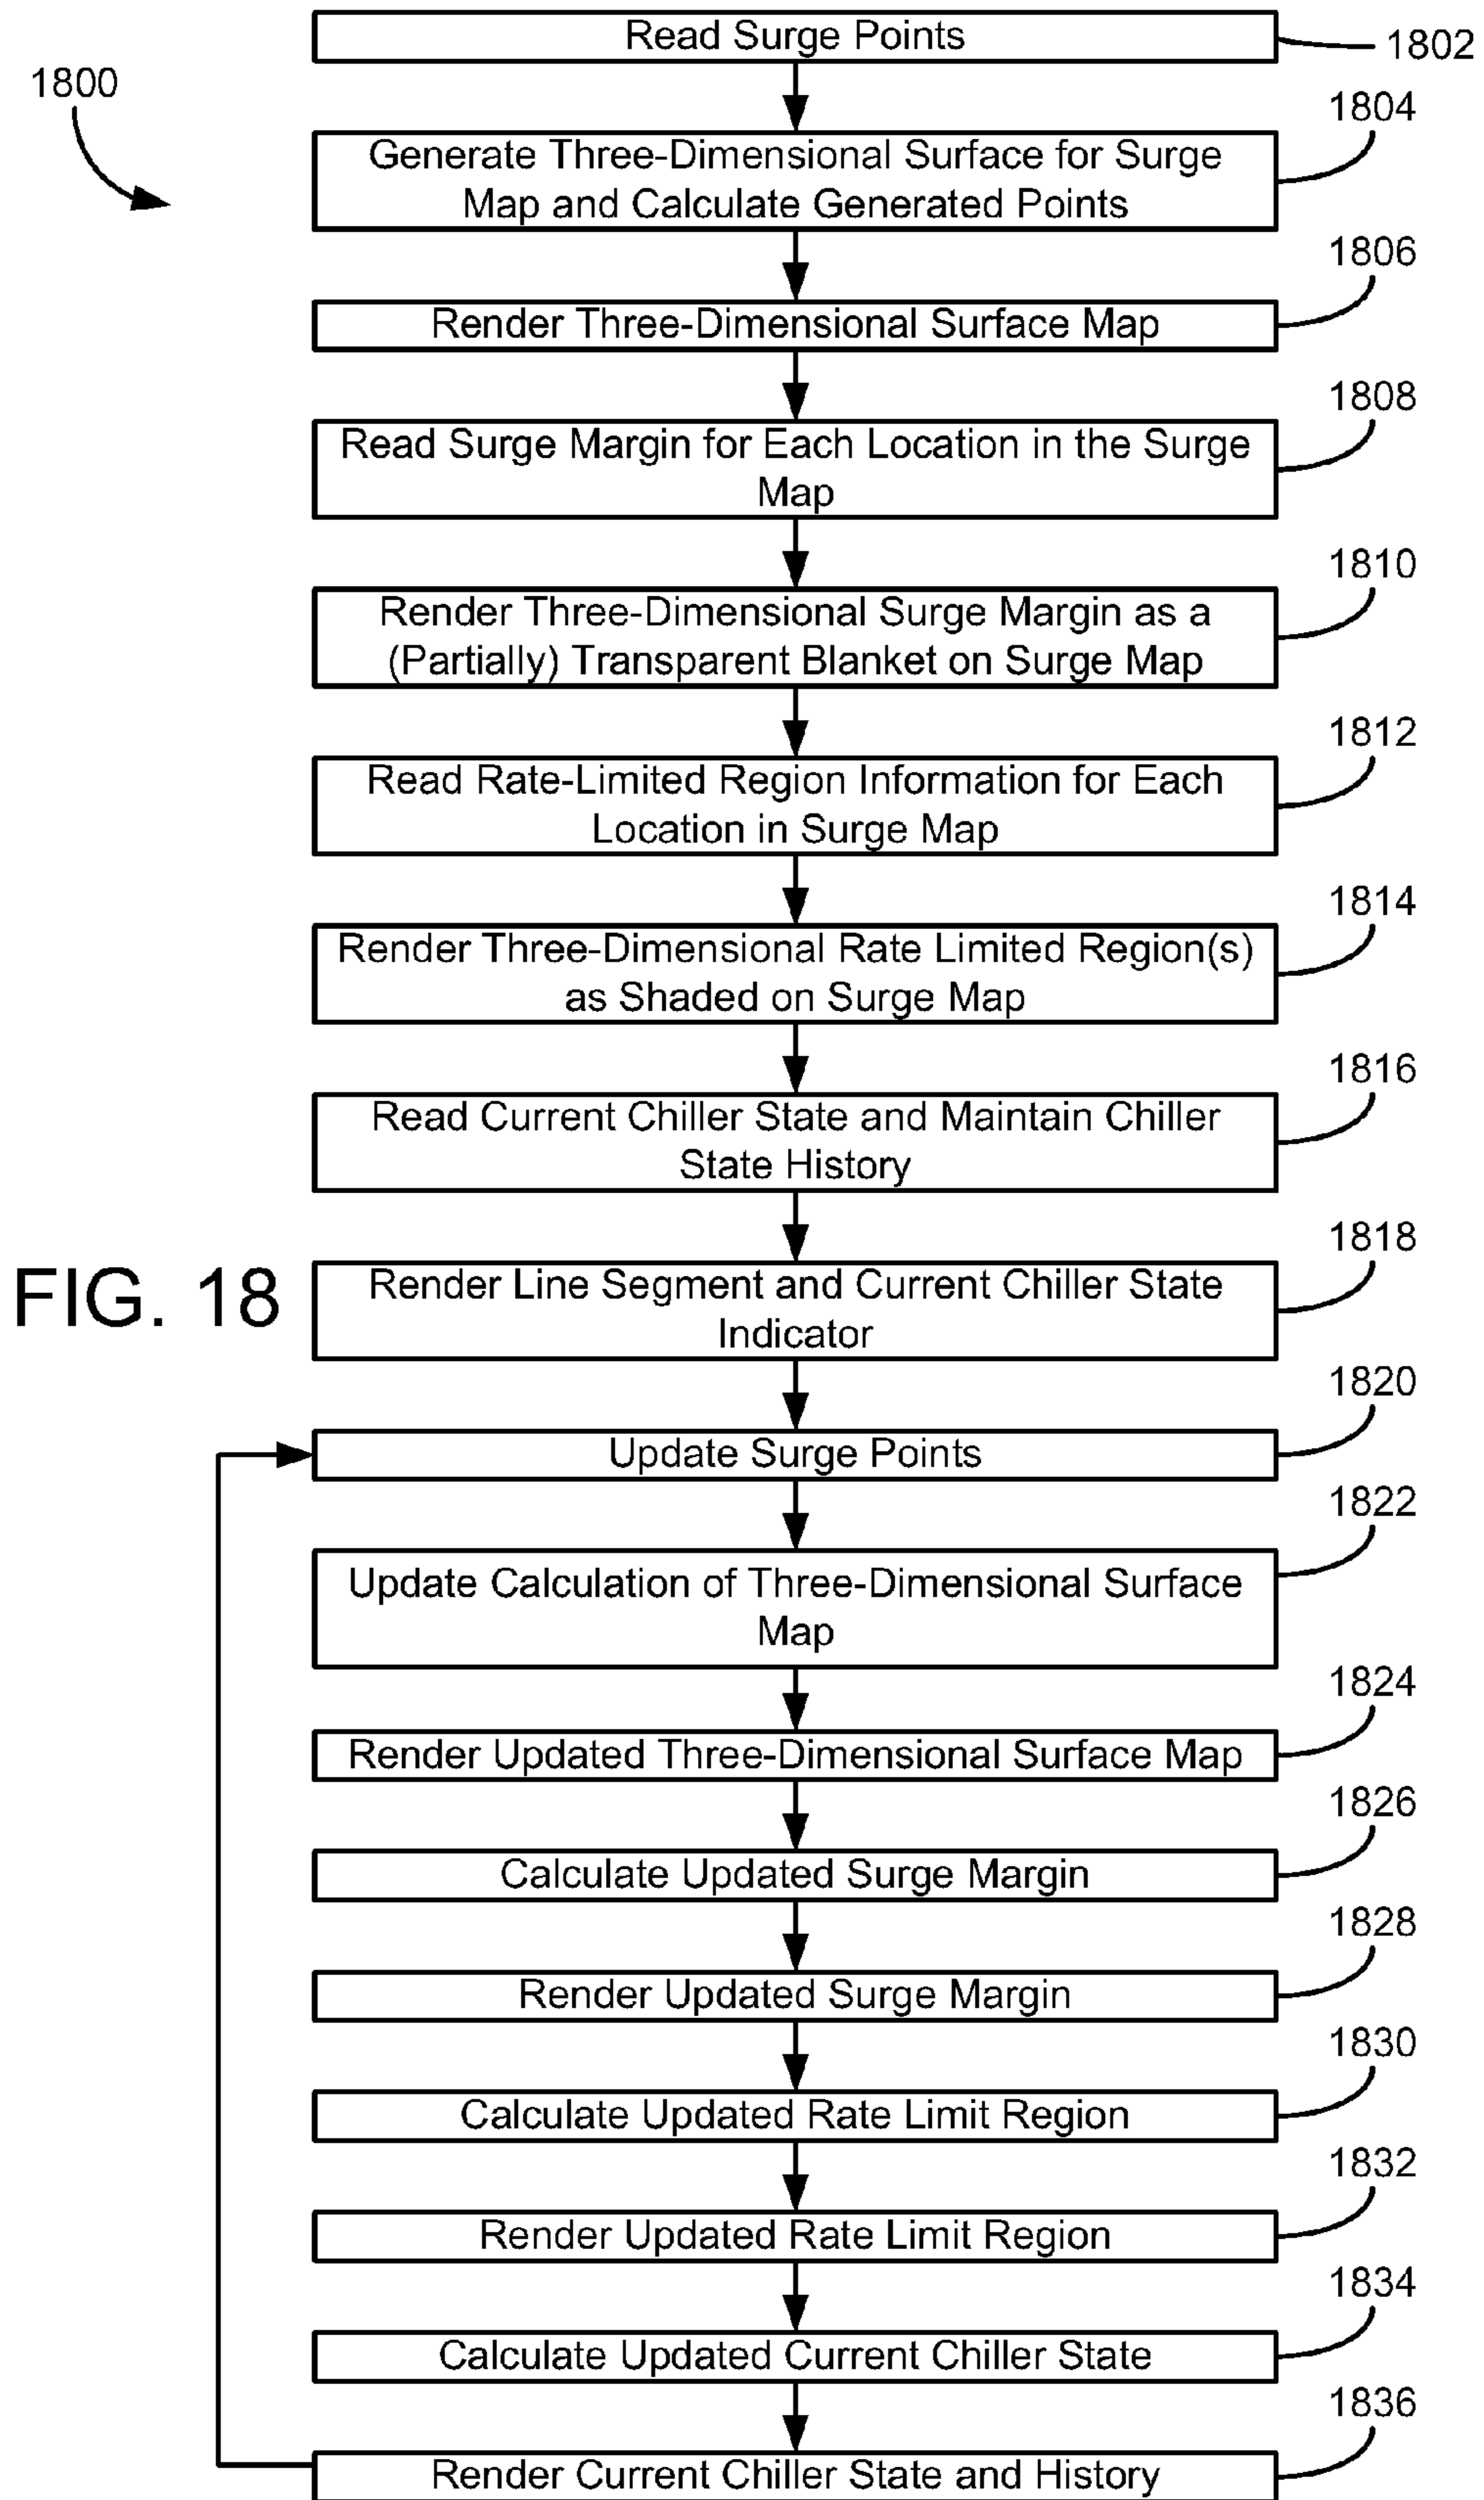 Read Surge Points
1802
1800
1804
Generate Three-Dimensional Surface for Surge
Map and Calculate Generated Points
1806
Render Three-Dimensional Surface Map
1808
Read Surge Margin for Each Location in the Surge
Map
1810
Render Three-Dimensional Surge Margin as a
(Partially) Transparent Blanket on Surge Map
1812
Read Rate-Limited Region Information for Each
Location in Surge Map
1814
Render Three-Dimensional Rate Limited Region(s)
as Shaded on Surge Map
1816
Read Current Chiller State and Maintain Chiller
State History
1818
FIG. 18
Render Line Segment and Current Chiller State
Indicator
1820
Update Surge Points
1822
Update Calculation of Three-Dimensional Surface
Map
1824
Render Updated Three-Dimensional Surface Map
1826
Calculate Updated Surge Margin
1828
Render Updated Surge Margin
1830
Calculate Updated Rate Limit Region
1832
Render Updated Rate Limit Region
1834
Calculate Updated Current Chiller State
1836
Render Current Chiller State and History